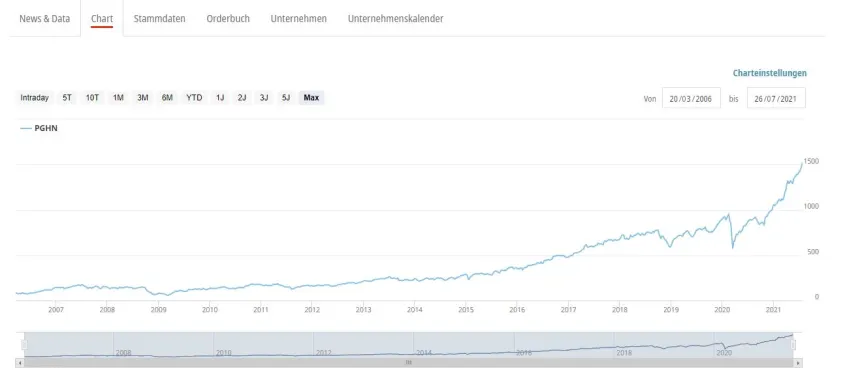 News & Data Chart Stammdaten Orderbuch Unternehmen Unternehmenskalender
Charteinstellungen
Intraday 5T 10T 1M 3M 6M YTD 1J 2J 3J 5J Max Von 20/03/2006 bis 26/07/2021
PGHN
1500
1000
500
0
2007 2008 2009 2010 2011 2012 2013 2014 2015 2016 2017 2018 2019 2020 2021
2008 2010 2012 2014 2016 2018 2020